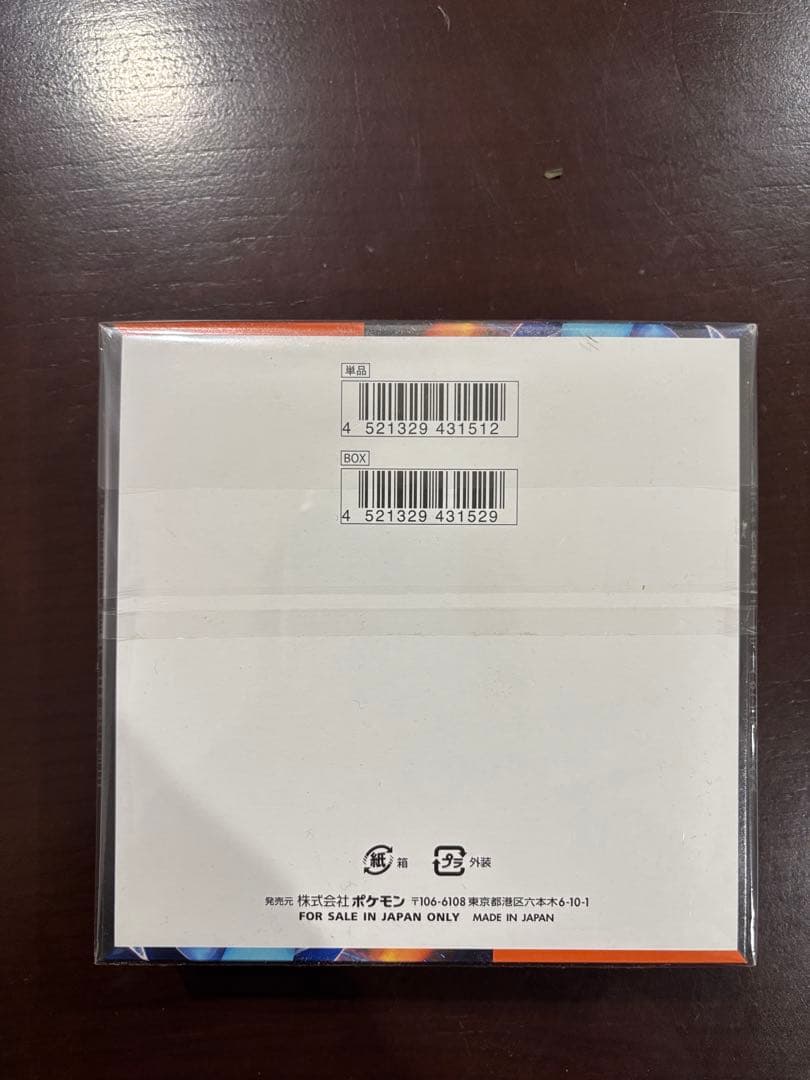 単品
4 521329 431512
BOX
4 521329 431529
紙 箱 プラ 外装
発売元 株式会社 ポケモン 〒106-6108 東京都港区六本木6-10-1
FOR SALE IN JAPAN ONLY MADE IN JAPAN